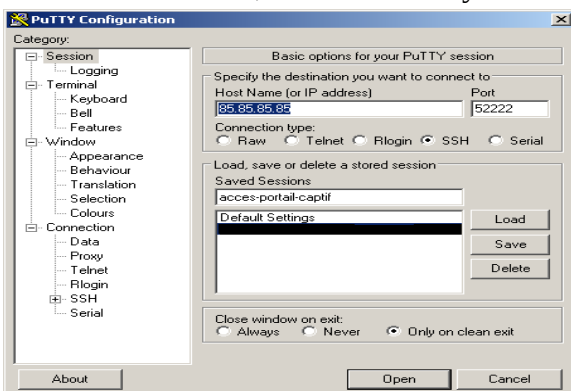 PuTTY Configuration
Category:
Session
Logging
Terminal
Keyboard
Bell
Features
Window
Appearance
Behaviour
Translation
Selection
Colours
Connection
Data
Proxy
Telnet
Rlogin
SSH
Serial
Basic options for your PuTTY session
Specify the destination you want to connect to
Host Name (or IP address) Port
85.85.85.85 52222
Connection type:
Raw Telnet Rlogin SSH Serial
Load, save or delete a stored session
Saved Sessions
acces-portail-captif
Default Settings
Load
Save
Delete
Close window on exit:
Always Never Only on clean exit
About Open Cancel